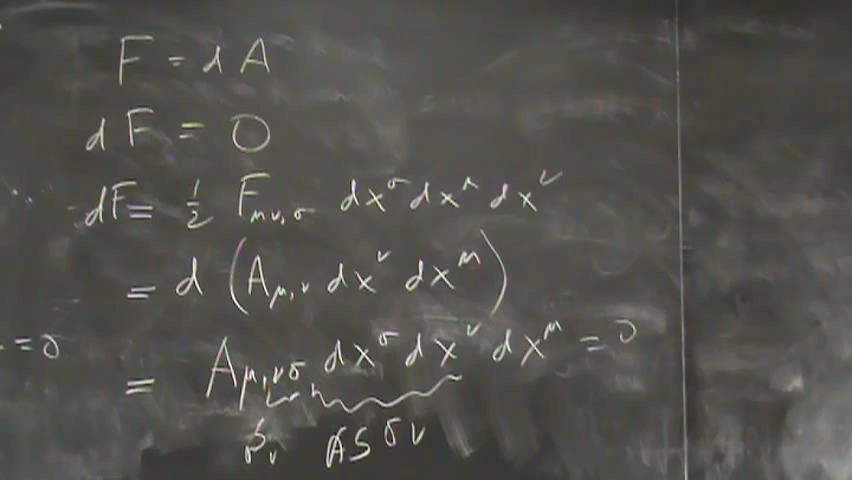 F = dA
dF = 0
dF = 1/2 F_{μν,σ} dx^σ dx^μ dx^ν
= d (A_{μ,ν} dx^ν dx^μ)
= 0
= A_{μ,νσ} dx^σ dx^ν dx^μ = 0
AS σν